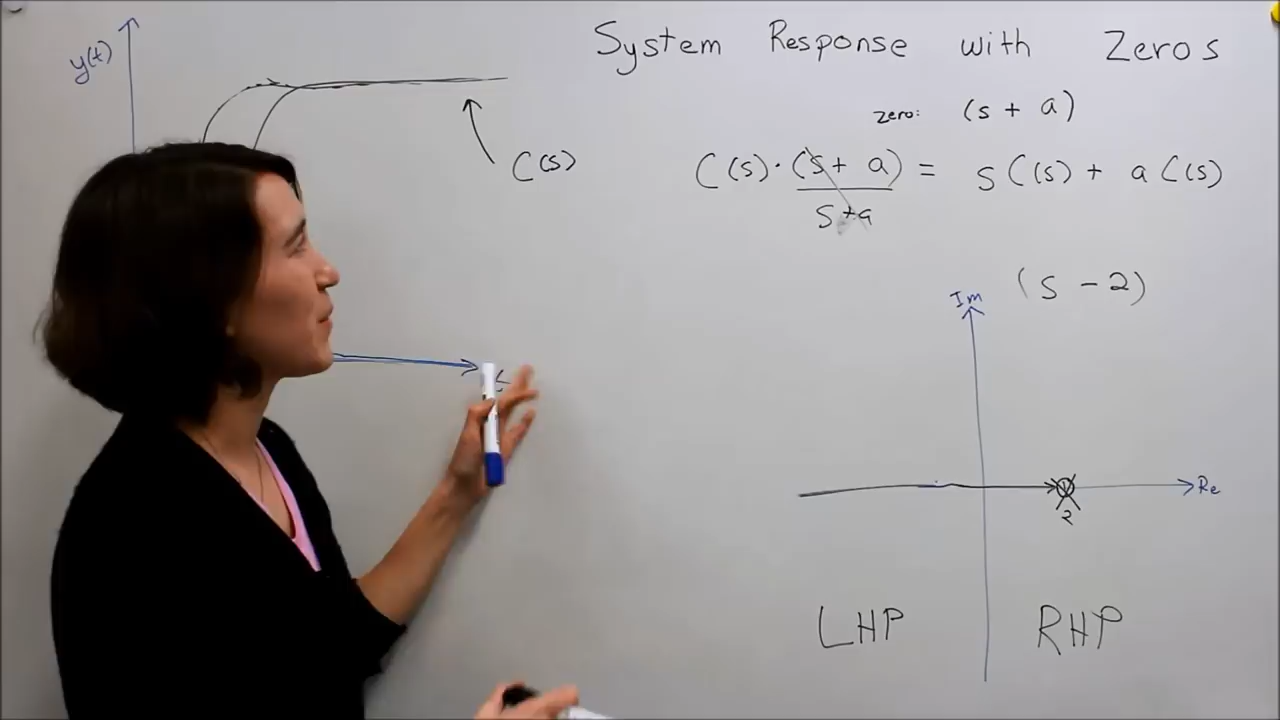 System Response with Zeros
y(t)
zero: (s + a)
C(s)
C(s) · (s + a) = s C(s) + a C(s)
s+a
(s - 2)
Im
t
Re
2
LHP RHP